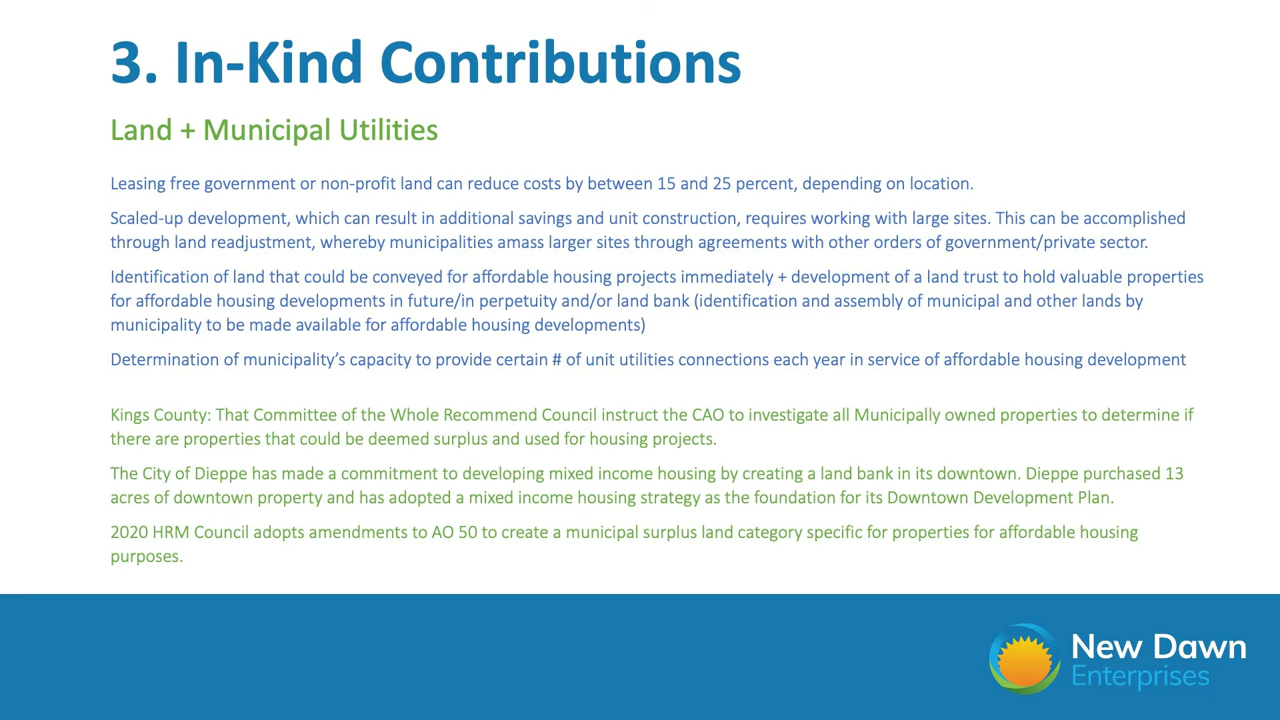 3. In-Kind Contributions
Land + Municipal Utilities
Leasing free government or non-profit land can reduce costs by between 15 and 25 percent, depending on location.
Scaled-up development, which can result in additional savings and unit construction, requires working with large sites. This can be accomplished
through land readjustment, whereby municipalities amass larger sites through agreements with other orders of government/private sector.
Identification of land that could be conveyed for affordable housing projects immediately + development of a land trust to hold valuable properties
for affordable housing developments in future/in perpetuity and/or land bank (identification and assembly of municipal and other lands by
municipality to be made available for affordable housing developments)
Determination of municipality’s capacity to provide certain # of unit utilities connections each year in service of affordable housing development
Kings County: That Committee of the Whole Recommend Council instruct the CAO to investigate all Municipally owned properties to determine if
there are properties that could be deemed surplus and used for housing projects.
The City of Dieppe has made a commitment to developing mixed income housing by creating a land bank in its downtown. Dieppe purchased 13
acres of downtown property and has adopted a mixed income housing strategy as the foundation for its Downtown Development Plan.
2020 HRM Council adopts amendments to AO 50 to create a municipal surplus land category specific for properties for affordable housing
purposes.
New Dawn
Enterprises